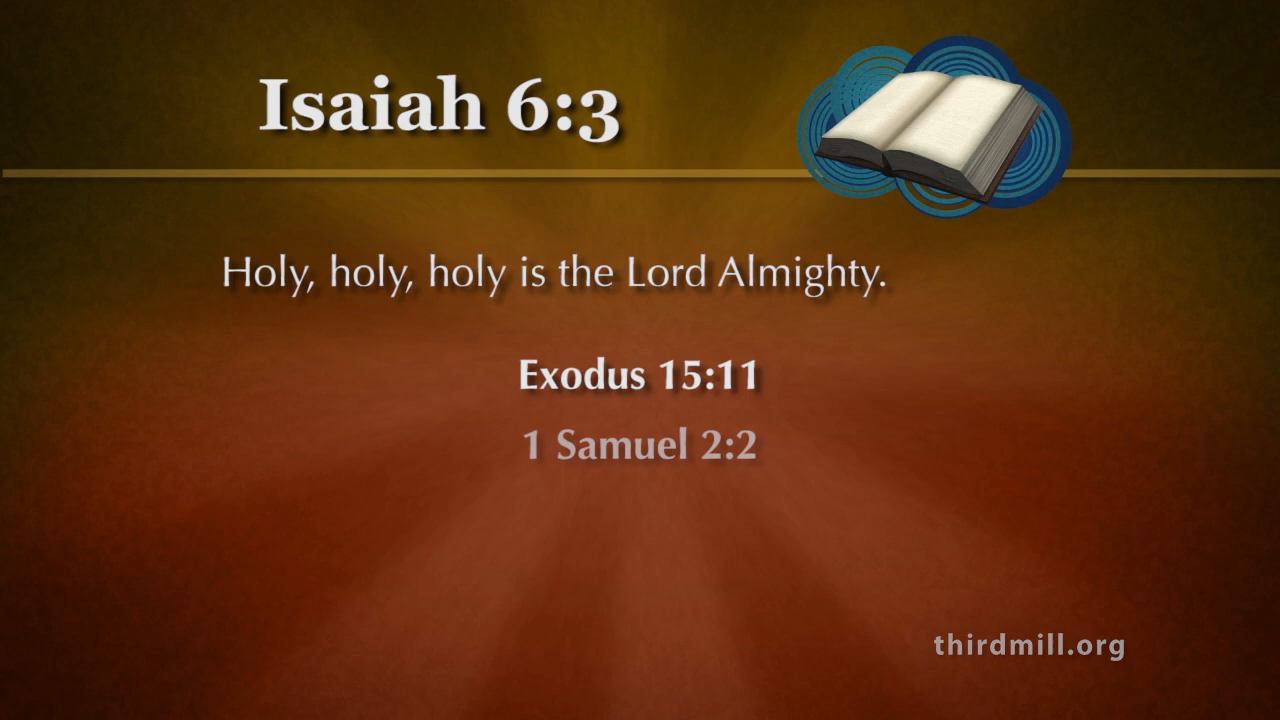 Isaiah 6:3
Holy, holy, holy is the Lord Almighty.
Exodus 15:11
1 Samuel 2:2
thirdmill.org